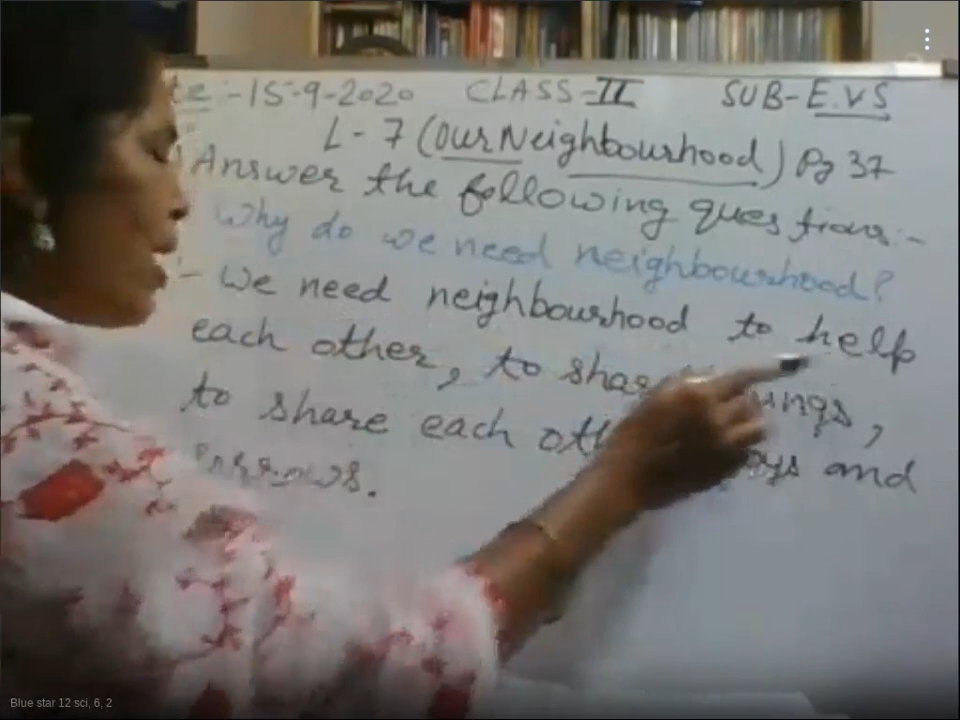 :-15-9-2020 CLASS-II SUB-E.V.S
L-7 (Our Neighbourhood) Pg 37
Answer the following questions:-
Why do we need neighbourhood?
:- We need neighbourhood to help
each other, to share
to share each and
Blue star 12 sci, 6, 2